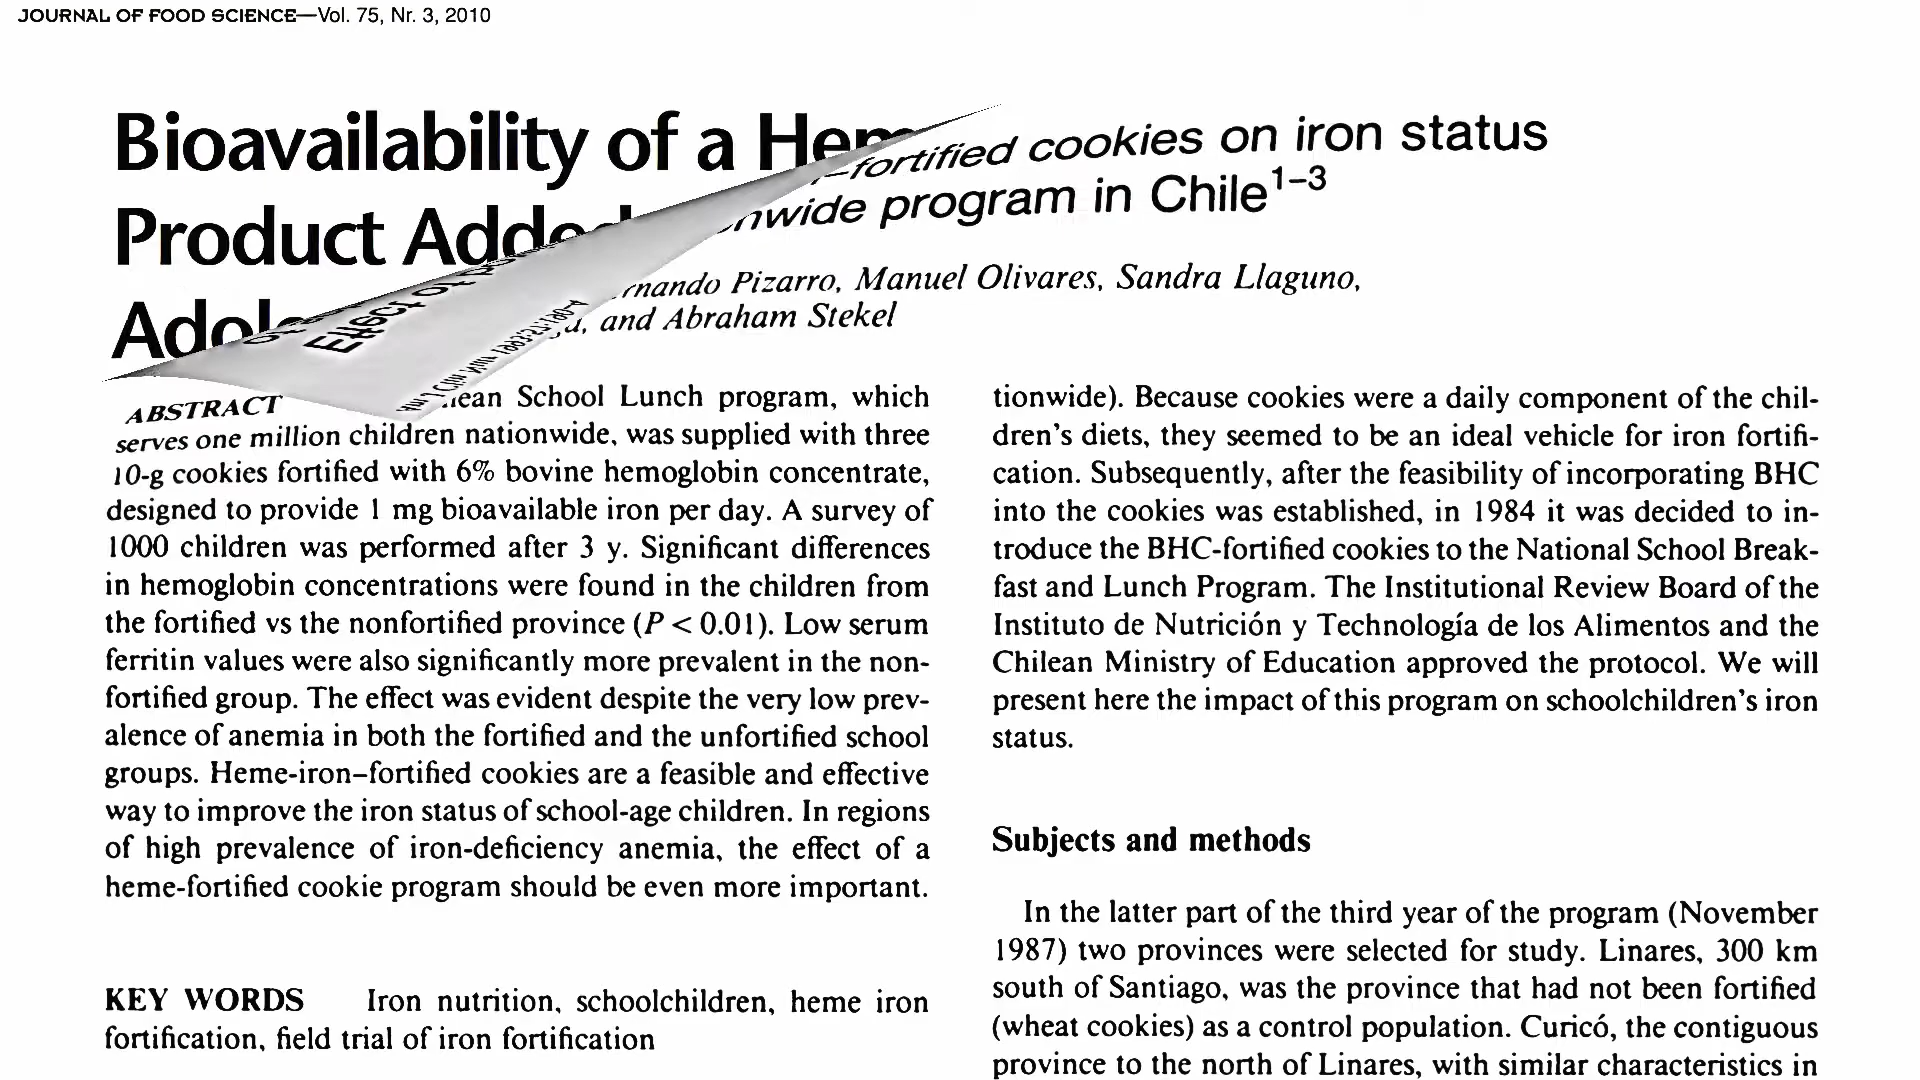 JOURNAL OF FOOD SCIENCE—Vol. 75, Nr. 3, 2010
Bioavailability of a
Product
fortified cookies on iron status
program in Chile¹⁻³
Pizarro, Manuel Olivares, Sandra Llaguno,
and Abraham Stekel
Effect of
ABSTRACT School Lunch program, which
serves one million children nationwide, was supplied with three
10-g cookies fortified with 6% bovine hemoglobin concentrate,
designed to provide 1 mg bioavailable iron per day. A survey of
1000 children was performed after 3 y. Significant differences
in hemoglobin concentrations were found in the children from
the fortified vs the nonfortified province (P < 0.01). Low serum
ferritin values were also significantly more prevalent in the non-
fortified group. The effect was evident despite the very low prev-
alence of anemia in both the fortified and the unfortified school
groups. Heme-iron–fortified cookies are a feasible and effective
way to improve the iron status of school-age children. In regions
of high prevalence of iron-deficiency anemia, the effect of a
heme-fortified cookie program should be even more important.
KEY WORDS Iron nutrition, schoolchildren, heme iron
fortification, field trial of iron fortification
tionwide). Because cookies were a daily component of the chil-
dren's diets, they seemed to be an ideal vehicle for iron fortifi-
cation. Subsequently, after the feasibility of incorporating BHC
into the cookies was established, in 1984 it was decided to in-
troduce the BHC-fortified cookies to the National School Break-
fast and Lunch Program. The Institutional Review Board of the
Instituto de Nutrición y Technología de los Alimentos and the
Chilean Ministry of Education approved the protocol. We will
present here the impact of this program on schoolchildren's iron
status.
Subjects and methods
In the latter part of the third year of the program (November
1987) two provinces were selected for study. Linares, 300 km
south of Santiago, was the province that had not been fortified
(wheat cookies) as a control population. Curicó, the contiguous
province to the north of Linares, with similar characteristics in